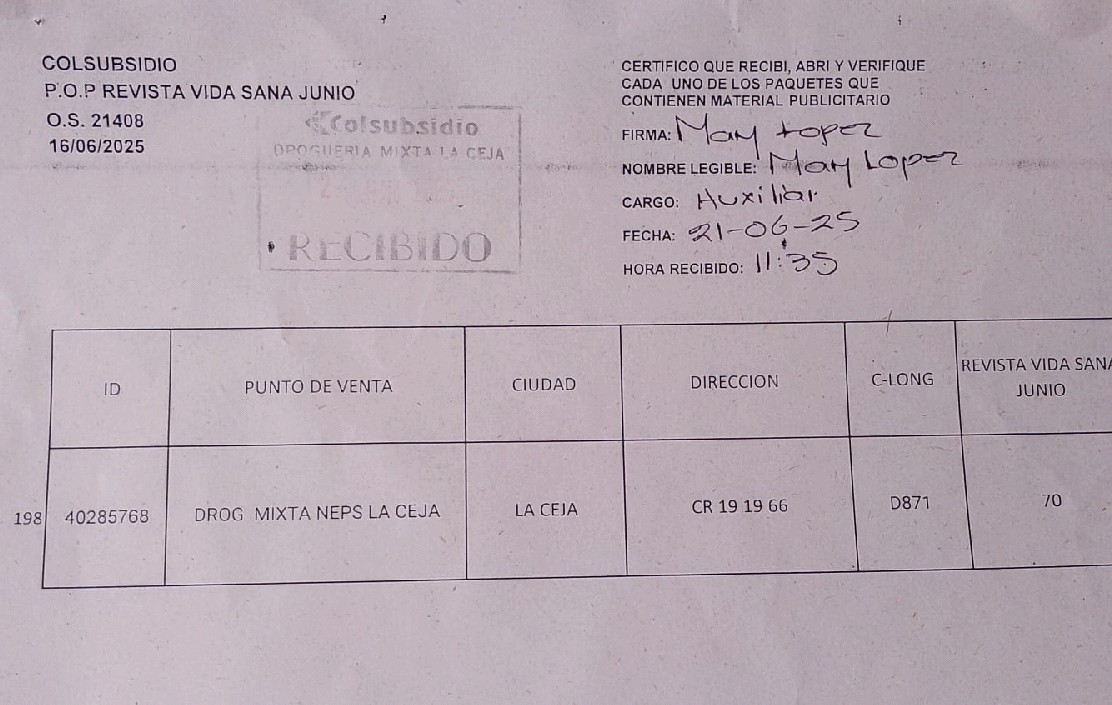 COLSUBSIDIO
P.O.P REVISTA VIDA SANA JUNIO
O.S. 21408
16/06/2025
Colsubsidio
DROGUERIA MIXTA LA CEJA
RECIBIDO
CERTIFICO QUE RECIBI, ABRI Y VERIFIQUE
CADA UNO DE LOS PAQUETES QUE
CONTIENEN MATERIAL PUBLICITARIO
FIRMA: Mary Lopez
NOMBRE LEGIBLE: Mary Lopez
CARGO: Auxiliar
FECHA: 21-06-25
HORA RECIBIDO: 11:35
ID PUNTO DE VENTA CIUDAD DIRECCION C-LONG REVISTA VIDA SANA
JUNIO
198 40285768 DROG MIXTA NEPS LA CEJA LA CEJA CR 19 19 66 D871 70